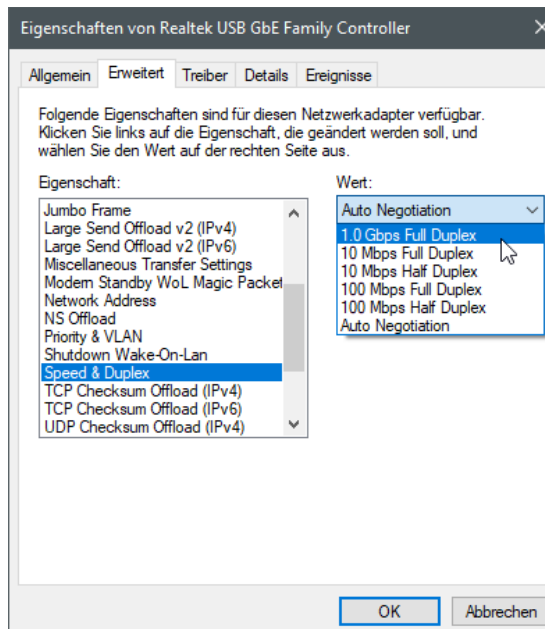 Eigenschaften von Realtek USB GbE Family Controller
Allgemein Erweitert Treiber Details Ereignisse
Folgende Eigenschaften sind für diesen Netzwerkadapter verfügbar.
Klicken Sie links auf die Eigenschaft, die geändert werden soll, und
wählen Sie den Wert auf der rechten Seite aus.
Eigenschaft:
Jumbo Frame
Large Send Offload v2 (IPv4)
Large Send Offload v2 (IPv6)
Miscellaneous Transfer Settings
Modern Standby WoL Magic Packet
Network Address
NS Offload
Priority & VLAN
Shutdown Wake-On-Lan
Speed & Duplex
TCP Checksum Offload (IPv4)
TCP Checksum Offload (IPv6)
UDP Checksum Offload (IPv4)
Wert:
Auto Negotiation
1.0 Gbps Full Duplex
10 Mbps Full Duplex
10 Mbps Half Duplex
100 Mbps Full Duplex
100 Mbps Half Duplex
Auto Negotiation
OK Abbrechen